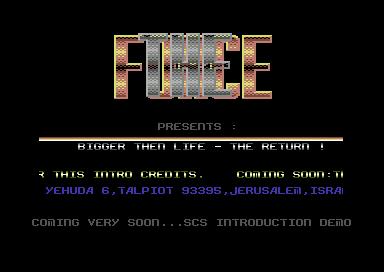 FORCE
PRESENTS :
BIGGER THEN LIFE - THE RETURN !
R THIS INTRO CREDITS. COMING SOON:T
YEHUDA 6,TALPIOT 93395,JERUSALEM,ISRA
COMING VERY SOON...SCS INTRODUCTION DEMO